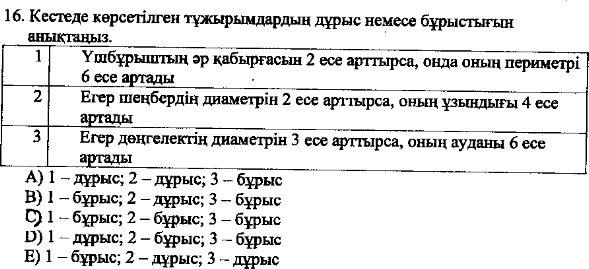 16. Кестеде көрсетілген тұжырымдардың дұрыс немесе бұрыстығын
анықтаңыз.
1 Үшбұрыштың әр қабырғасын 2 есе арттырса, онда оның периметрі
6 есе артады
2 Егер шеңбердің диаметрін 2 есе арттырса, оның ұзындығы 4 есе
артады
3 Егер дөңгелектің диаметрін 3 есе арттырса, оның ауданы 6 есе
артады
A) 1 – дұрыс; 2 – дұрыс; 3 – бұрыс
B) 1 – бұрыс; 2 – дұрыс; 3 – бұрыс
C) 1 – бұрыс; 2 – бұрыс; 3 – бұрыс
D) 1 – дұрыс; 2 – бұрыс; 3 – бұрыс
E) 1 – бұрыс; 2 – дұрыс; 3 – дұрыс